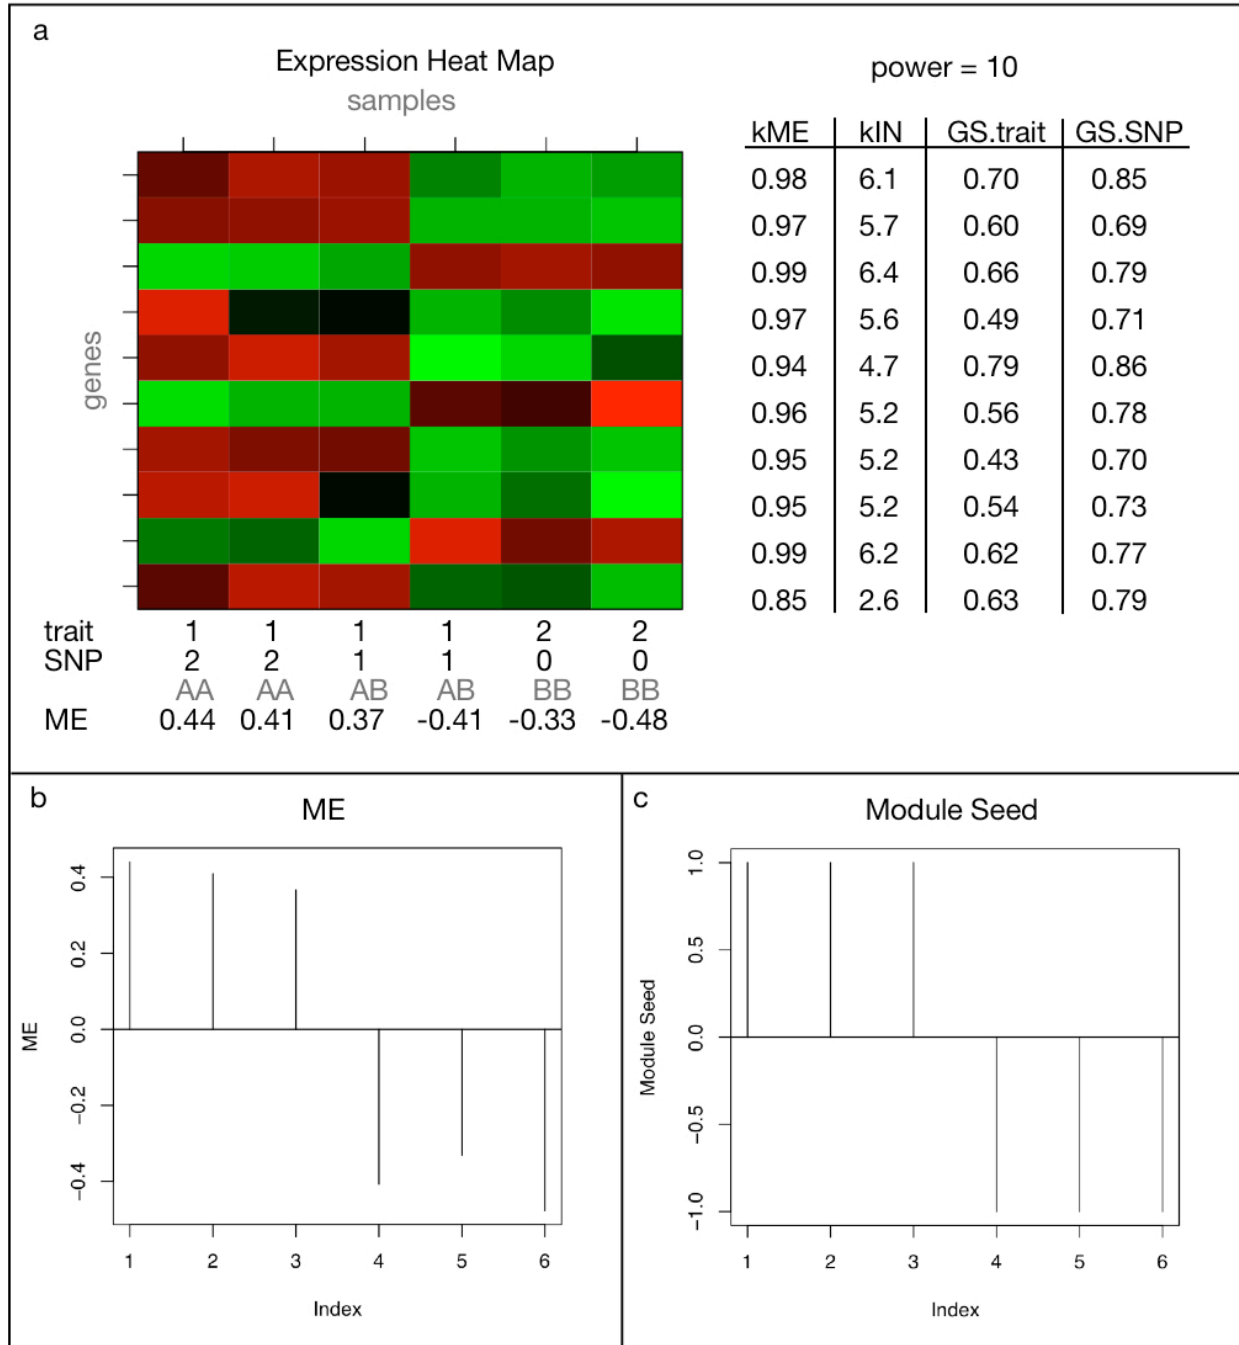 a
Expression Heat Map
samples
genes
power = 10
kME kIN GS.trait GS.SNP
0.98 6.1 0.70 0.85
0.97 5.7 0.60 0.69
0.99 6.4 0.66 0.79
0.97 5.6 0.49 0.71
0.94 4.7 0.79 0.86
0.96 5.2 0.56 0.78
0.95 5.2 0.43 0.70
0.95 5.2 0.54 0.73
0.99 6.2 0.62 0.77
0.85 2.6 0.63 0.79
trait 1 1 1 1 2 2
SNP 2 2 1 1 0 0
AA AA AB AB BB BB
ME 0.44 0.41 0.37 -0.41 -0.33 -0.48
b
ME
ME
0.4
0.2
0.0
−0.2
−0.4
1 2 3 4 5 6
Index
c
Module Seed
Module Seed
1.0
0.5
0.0
−0.5
−1.0
1 2 3 4 5 6
Index